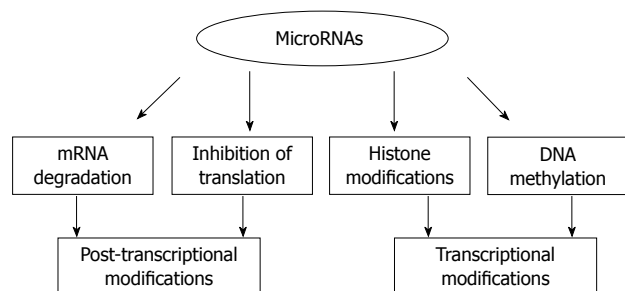 MicroRNAs
mRNA
degradation
Inhibition of
translation
Histone
modifications
DNA
methylation
Post-transcriptional
modifications
Transcriptional
modifications